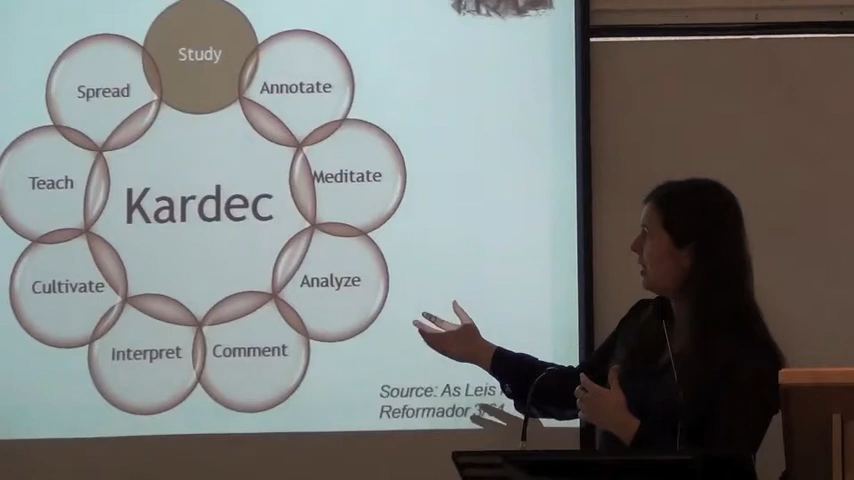 Study
Annotate
Meditate
Analyze
Comment
Interpret
Cultivate
Teach
Spread
Kardec
Source: As Leis
Reformador